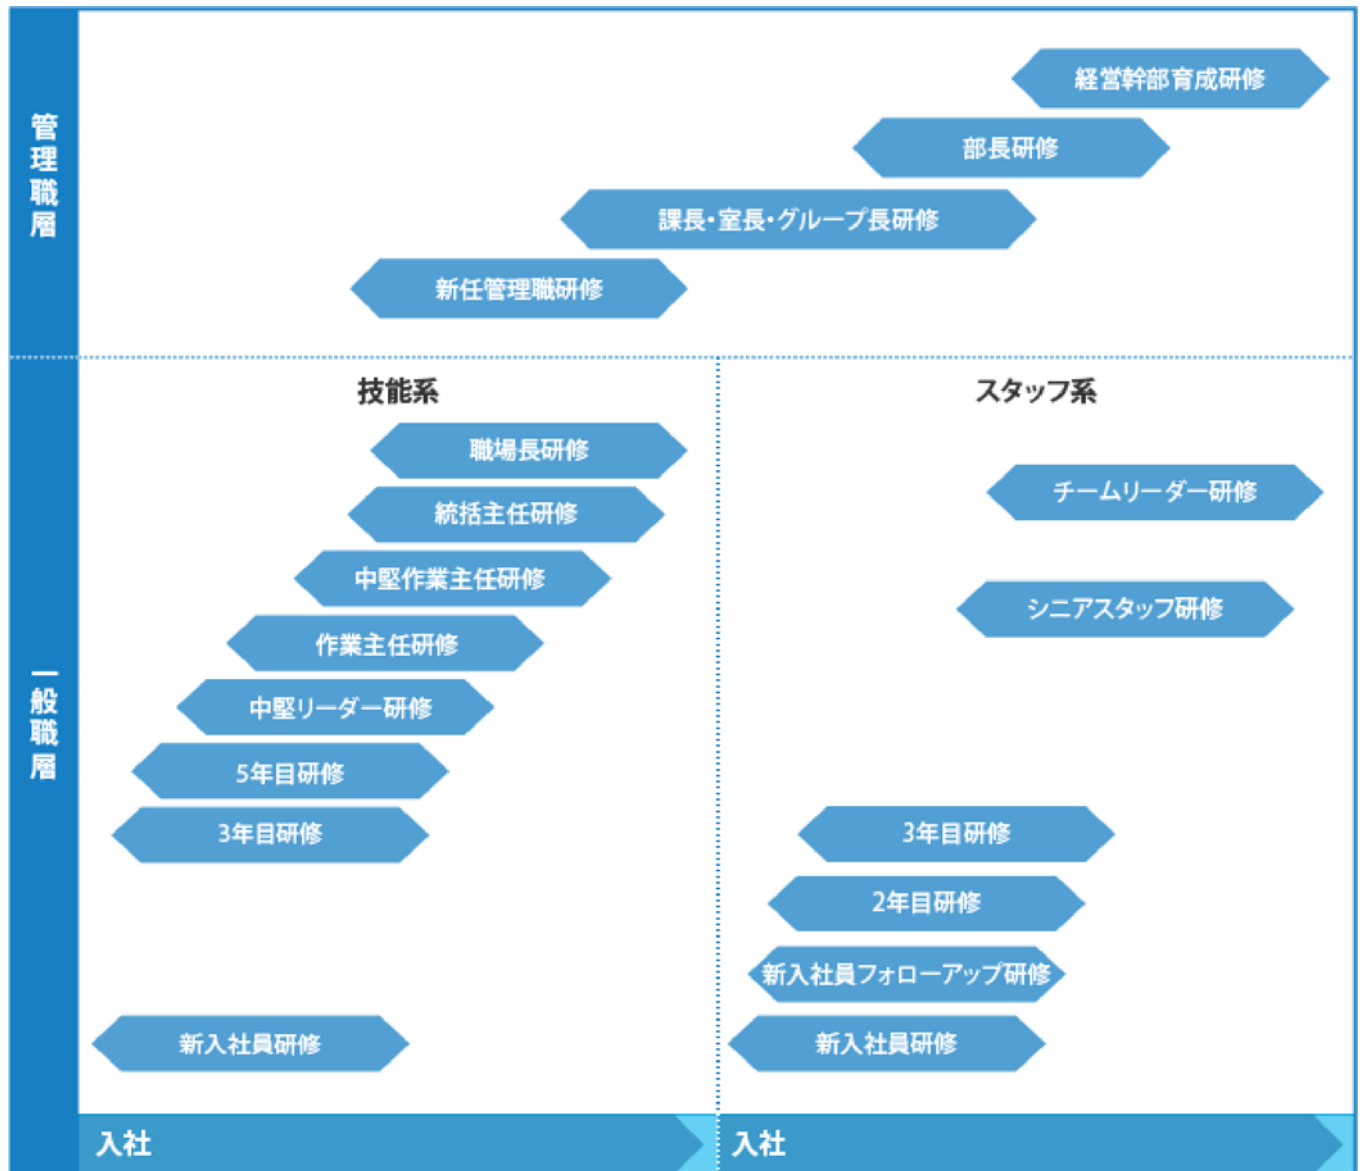 管理職層
経営幹部育成研修
部長研修
課長・室長・グループ長研修
新任管理職研修
一般職層
技能系
職場長研修
統括主任研修
中堅作業主任研修
作業主任研修
中堅リーダー研修
5年目研修
3年目研修
新入社員研修
入社
スタッフ系
チームリーダー研修
シニアスタッフ研修
3年目研修
2年目研修
新入社員フォローアップ研修
新入社員研修
入社